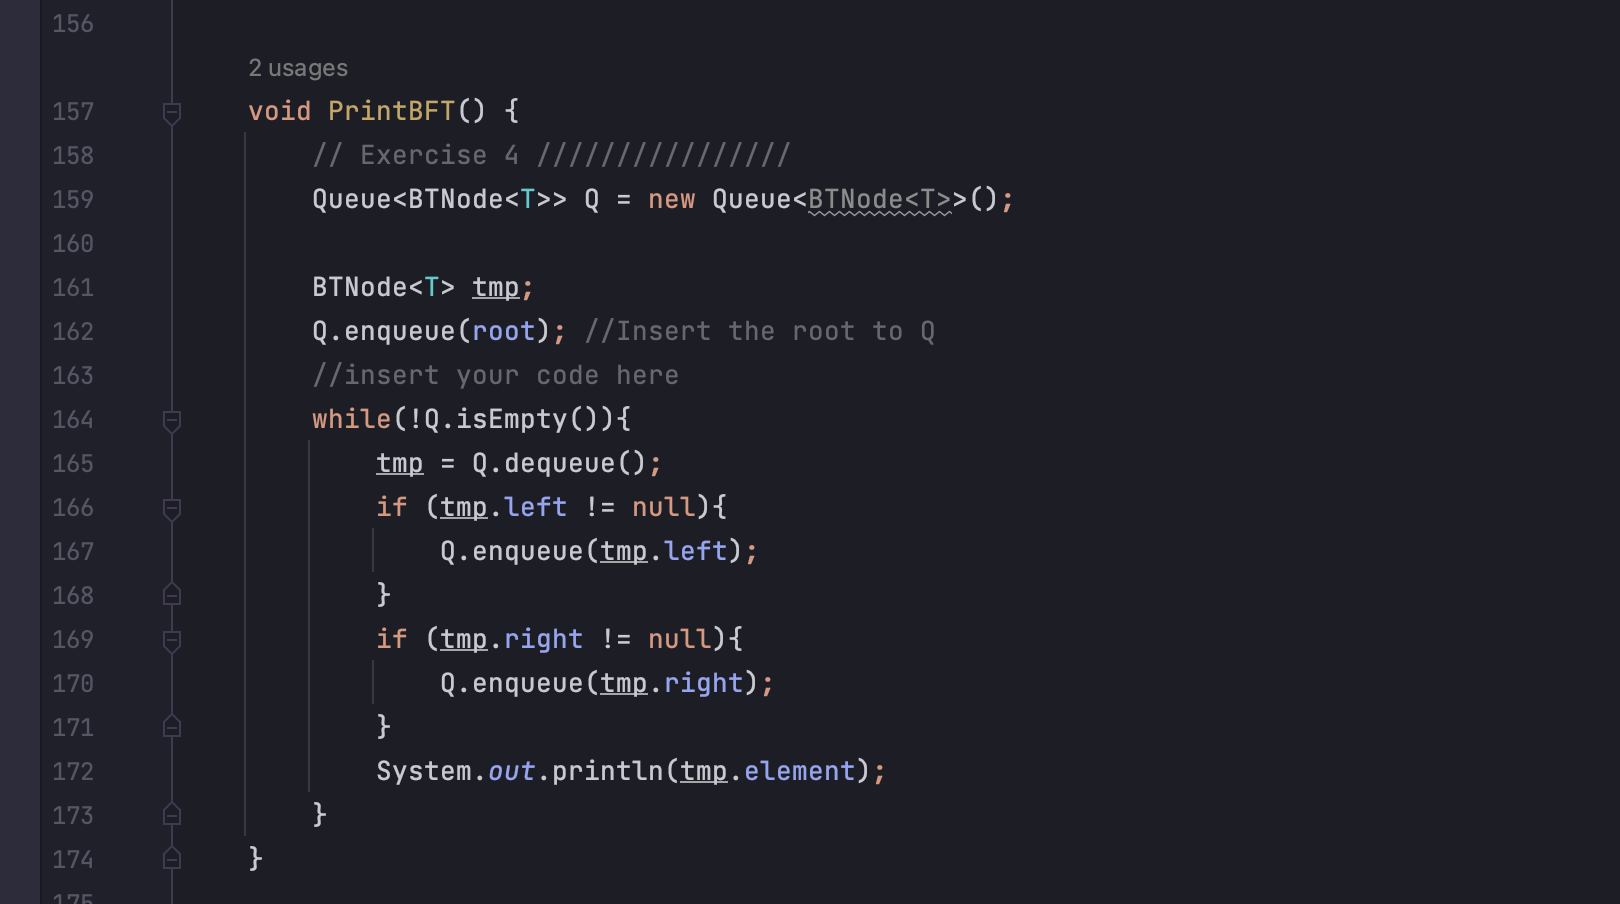 156
2 usages
157 void PrintBFT() {
158 // Exercise 4 ////////////////
159 Queue<BTNode<T>> Q = new Queue<BTNode<T>>();
160
161 BTNode<T> tmp;
162 Q.enqueue(root); //Insert the root to Q
163 //insert your code here
164 while(!Q.isEmpty()){
165 tmp = Q.dequeue();
166 if (tmp.left != null){
167 Q.enqueue(tmp.left);
168 }
169 if (tmp.right != null){
170 Q.enqueue(tmp.right);
171 }
172 System.out.println(tmp.element);
173 }
174 }
175